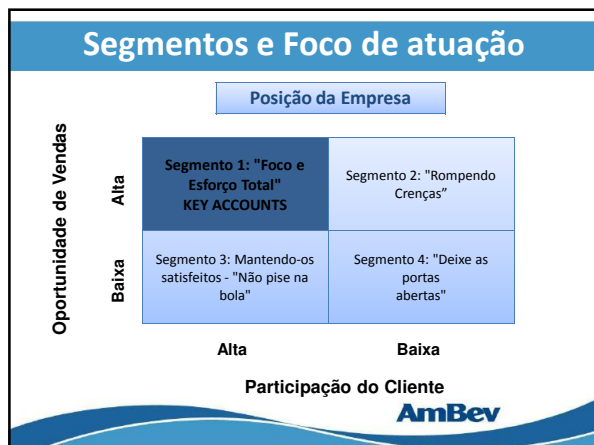 Segmentos e Foco de atuação
Posição da Empresa
Oportunidade de Vendas
Alta
Segmento 1: "Foco e
Esforço Total"
KEY ACCOUNTS
Segmento 2: "Rompendo
Crenças”
Baixa
Segmento 3: Mantendo-os
satisfeitos - "Não pise na
bola"
Segmento 4: "Deixe as
portas
abertas"
Alta
Baixa
Participação do Cliente
AmBev